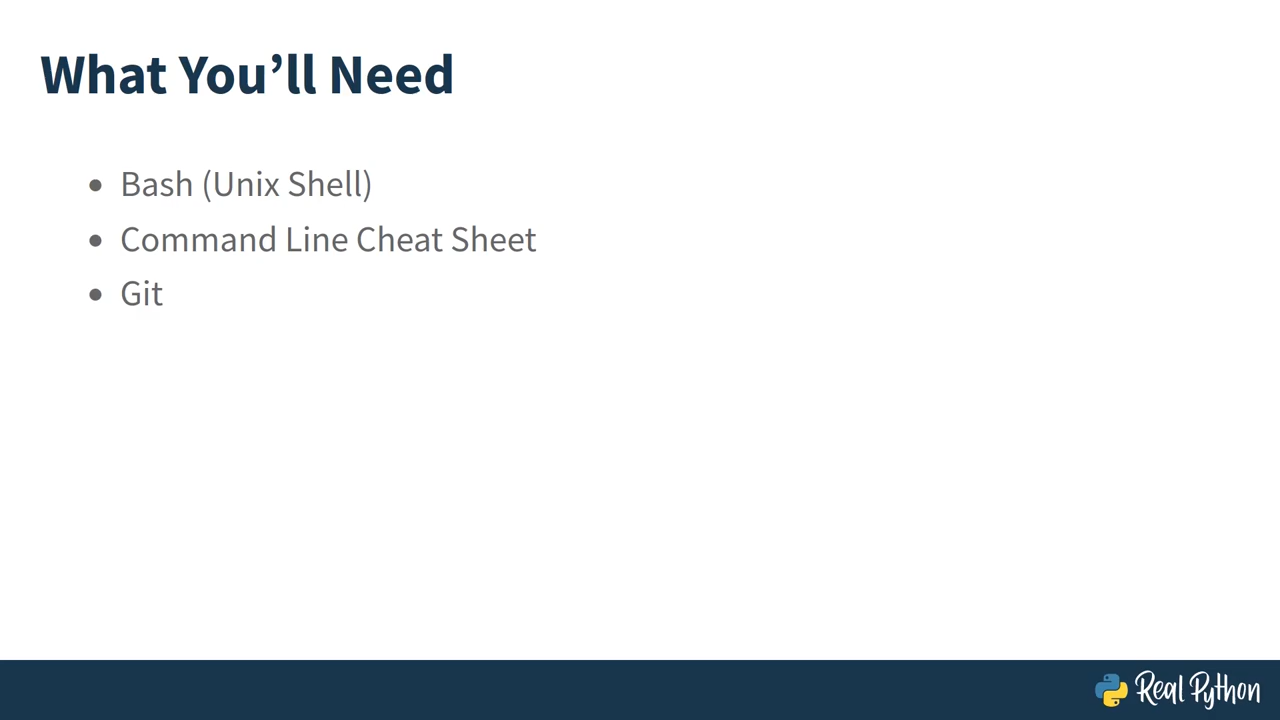 What You’ll Need
• Bash (Unix Shell)
• Command Line Cheat Sheet
• Git
Real Python